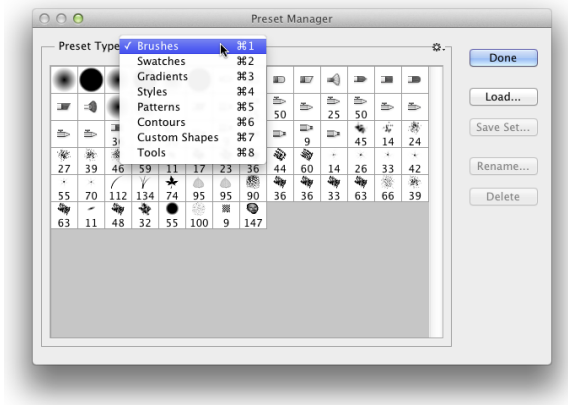 Preset Manager
Preset Type
✓ Brushes ⌘1
Swatches ⌘2
Gradients ⌘3
Styles ⌘4
Patterns ⌘5
Contours ⌘6
Custom Shapes ⌘7
Tools ⌘8
Done
Load...
Save Set...
Rename...
Delete
50 25 50
9 45 14 24
27 39 46 59 11 17 23 36 44 60 14 26 33 42
55 70 112 134 74 95 95 90 36 36 33 63 66 39
63 11 48 32 55 100 9 147